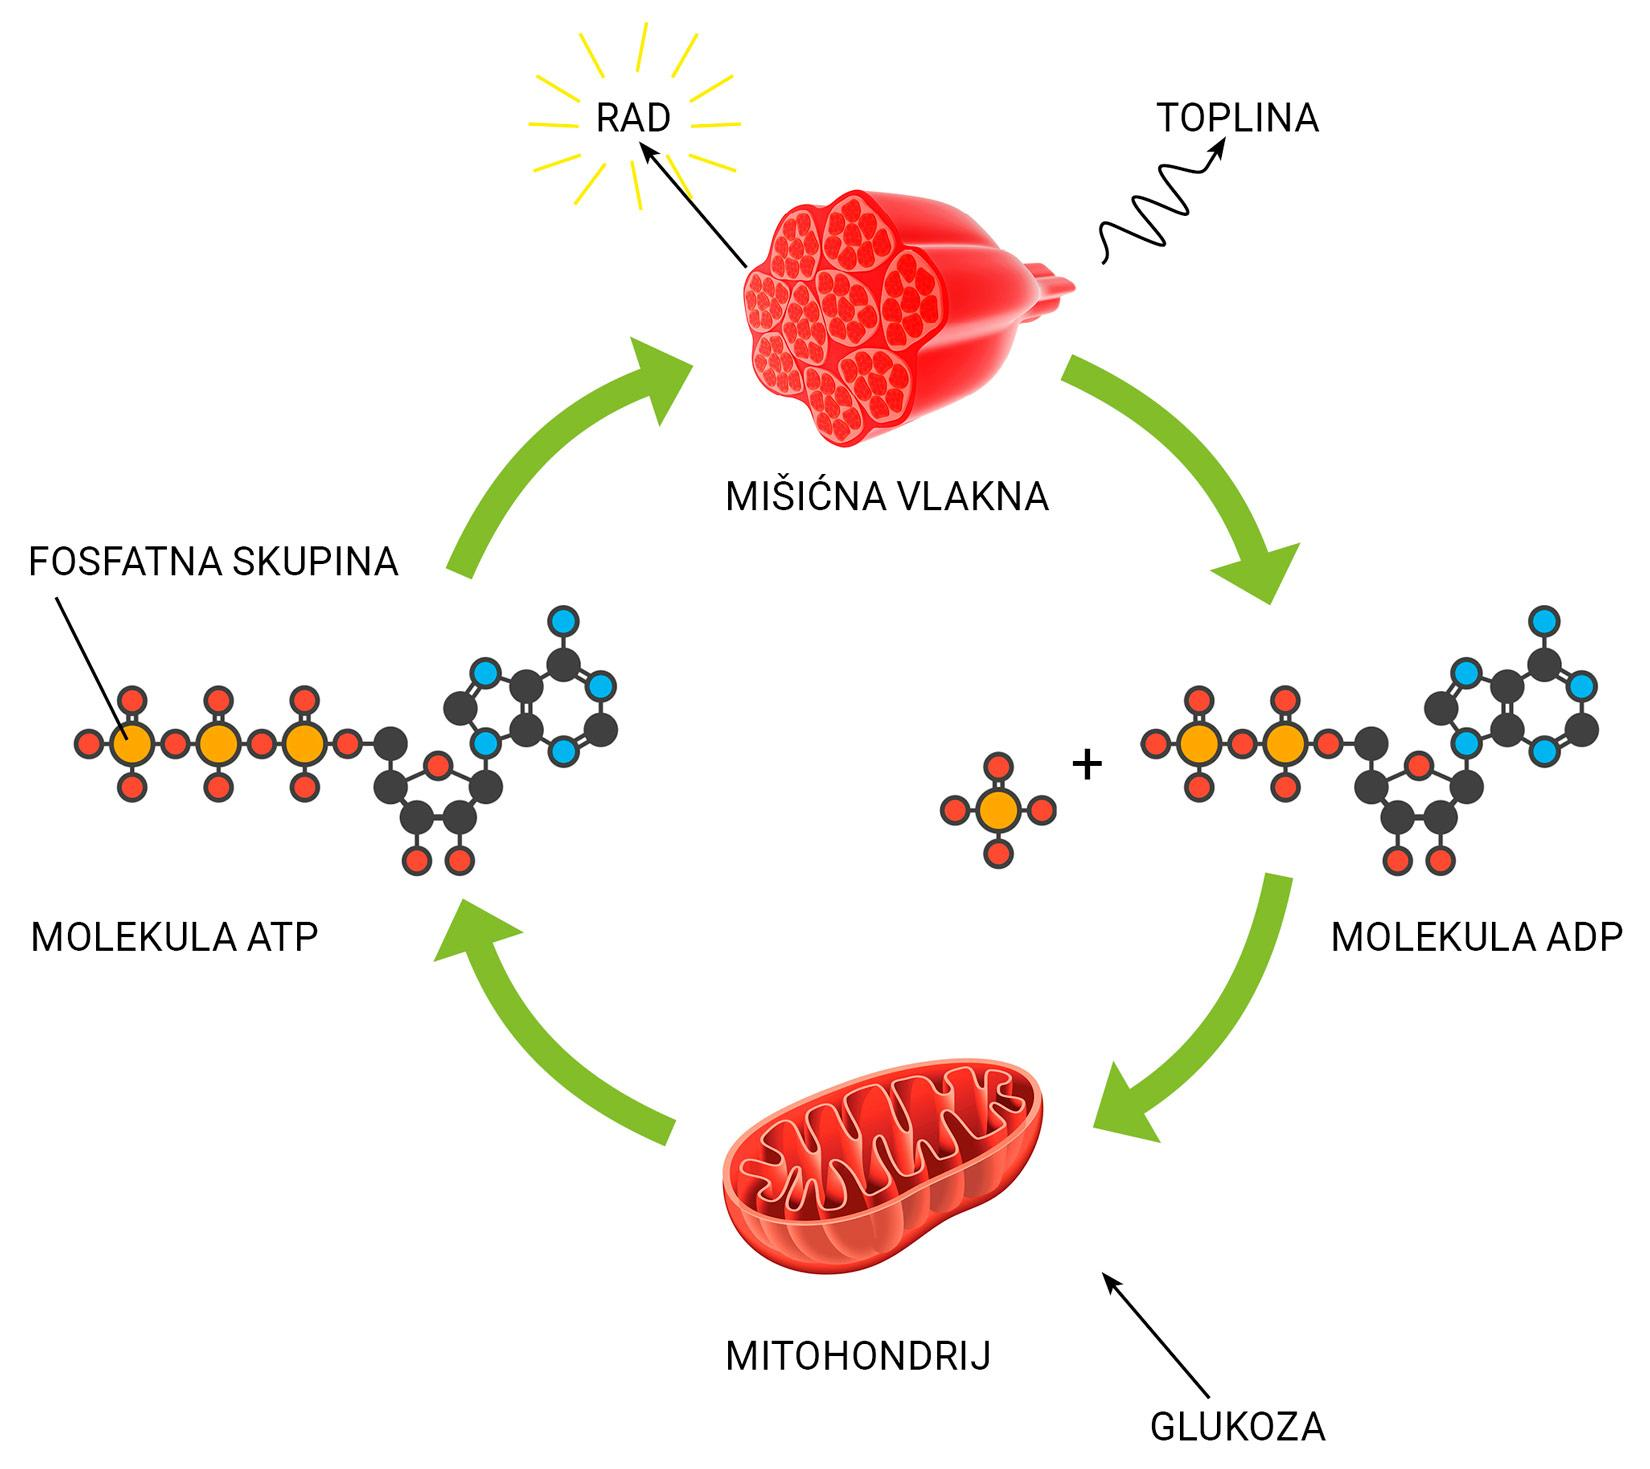 RAD
TOPLINA
MIŠIĆNA VLAKNA
FOSFATNA SKUPINA
+
MOLEKULA ATP
MOLEKULA ADP
MITOHONDRIJ
GLUKOZA